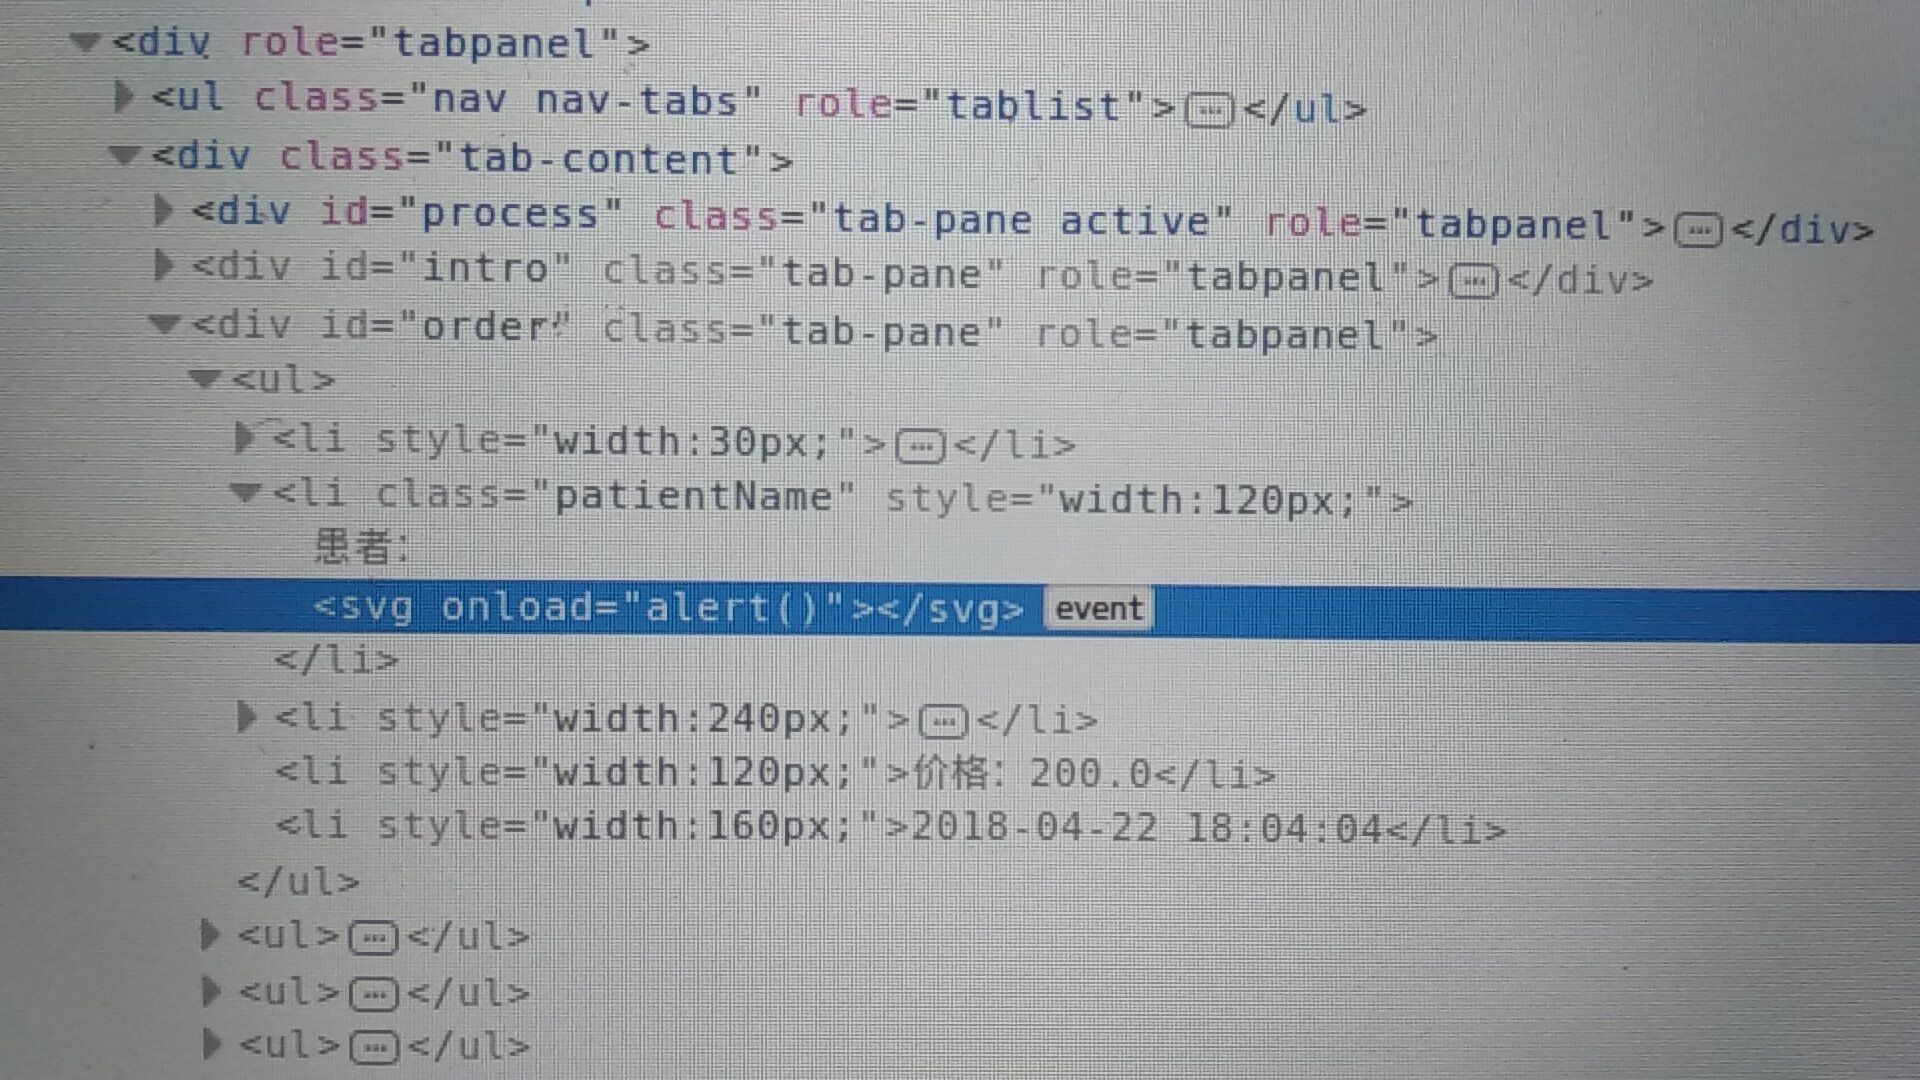 <div role="tabpanel">
<ul class="nav nav-tabs" role="tablist">…</ul>
<div class="tab-content">
<div id="process" class="tab-pane active" role="tabpanel">…</div>
<div id="intro" class="tab-pane" role="tabpanel">…</div>
<div id="order" class="tab-pane" role="tabpanel">
<ul>
<li style="width:30px;">…</li>
<li class="patientName" style="width:120px;">
患者:
<svg onload="alert()"></svg> event
</li>
<li style="width:240px;">…</li>
<li style="width:120px;">价格: 200.0</li>
<li style="width:160px;">2018-04-22 18:04:04</li>
</ul>
<ul>…</ul>
<ul>…</ul>
<ul>…</ul>